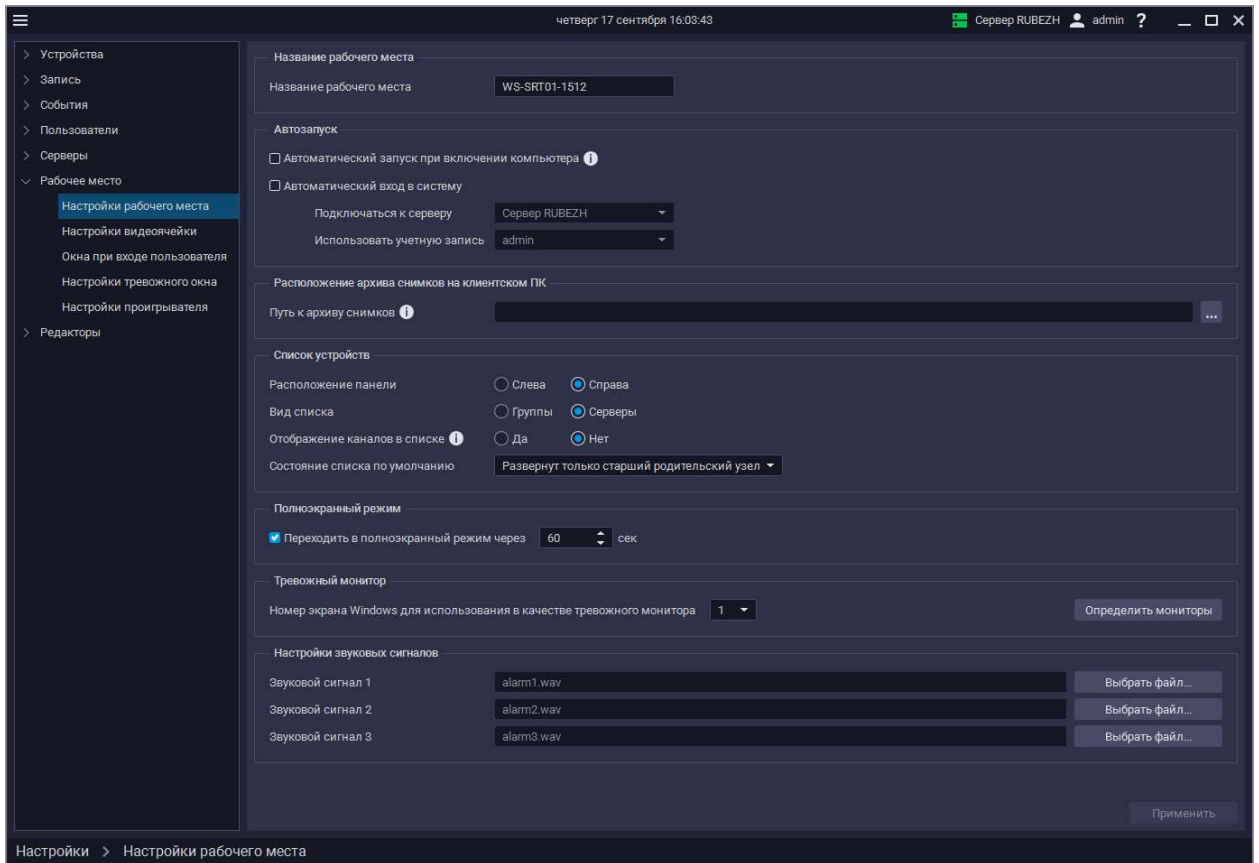 четверг 17 сентября 16:03:43
Сервер RUBEZH admin ?
Устройства
Запись
События
Пользователи
Серверы
Рабочее место
Настройки рабочего места
Настройки видеоячейки
Окна при входе пользователя
Настройки тревожного окна
Настройки проигрывателя
Редакторы
Название рабочего места
Название рабочего места WS-SRT01-1512
Автозапуск
Автоматический запуск при включении компьютера i
Автоматический вход в систему
Подключаться к серверу Сервер RUBEZH
Использовать учетную запись admin
Расположение архива снимков на клиентском ПК
Путь к архиву снимков i ...
Список устройств
Расположение панели Слева Справа
Вид списка Группы Серверы
Отображение каналов в списке i Да Нет
Состояние списка по умолчанию Развернут только старший родительский узел
Полноэкранный режим
Переходить в полноэкранный режим через 60 сек
Тревожный монитор
Номер экрана Windows для использования в качестве тревожного монитора 1 Определить мониторы
Настройки звуковых сигналов
Звуковой сигнал 1 alarm1.wav Выбрать файл...
Звуковой сигнал 2 alarm2.wav Выбрать файл...
Звуковой сигнал 3 alarm3.wav Выбрать файл...
Применить
Настройки > Настройки рабочего места